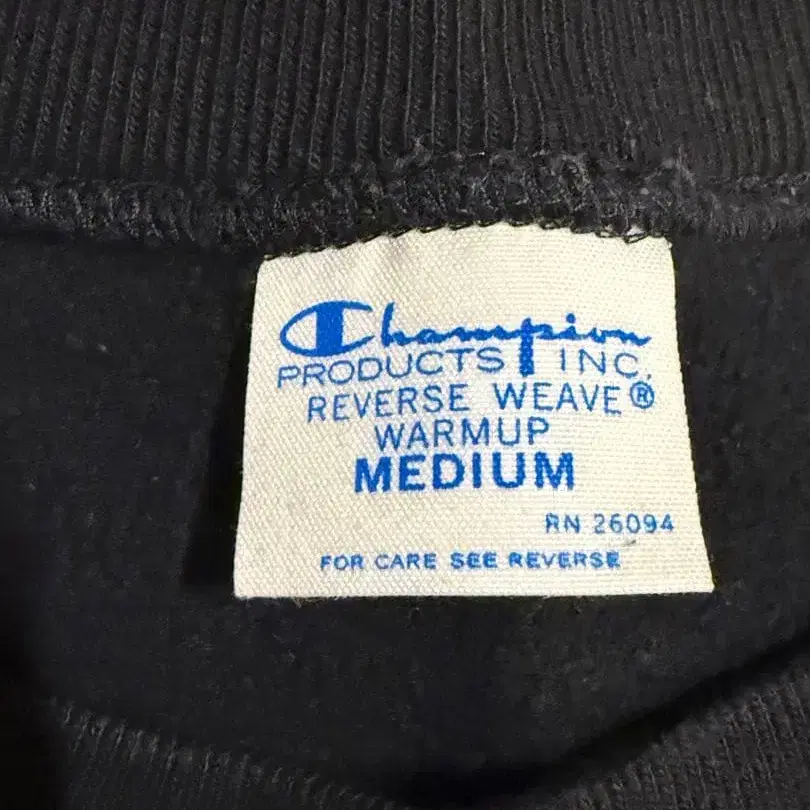 Champion
PRODUCTS INC.
REVERSE WEAVE®
WARMUP
MEDIUM
RN 26094
FOR CARE SEE REVERSE